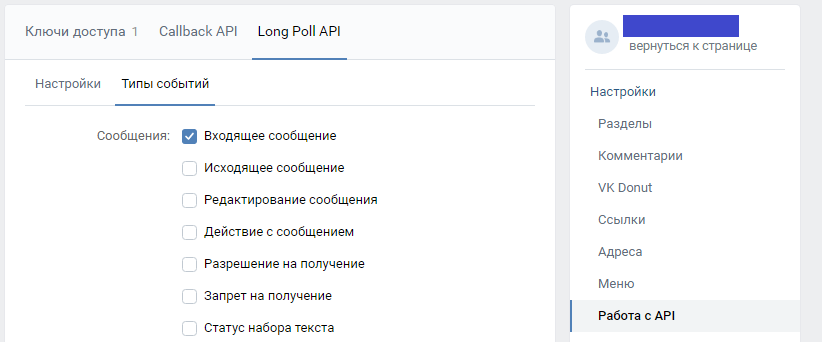 Ключи доступа 1 Callback API Long Poll API
Настройки Типы событий
Сообщения: Входящее сообщение
Исходящее сообщение
Редактирование сообщения
Действие с сообщением
Разрешение на получение
Запрет на получение
Статус набора текста
вернуться к странице
Настройки
Разделы
Комментарии
VK Donut
Ссылки
Адреса
Меню
Работа с API